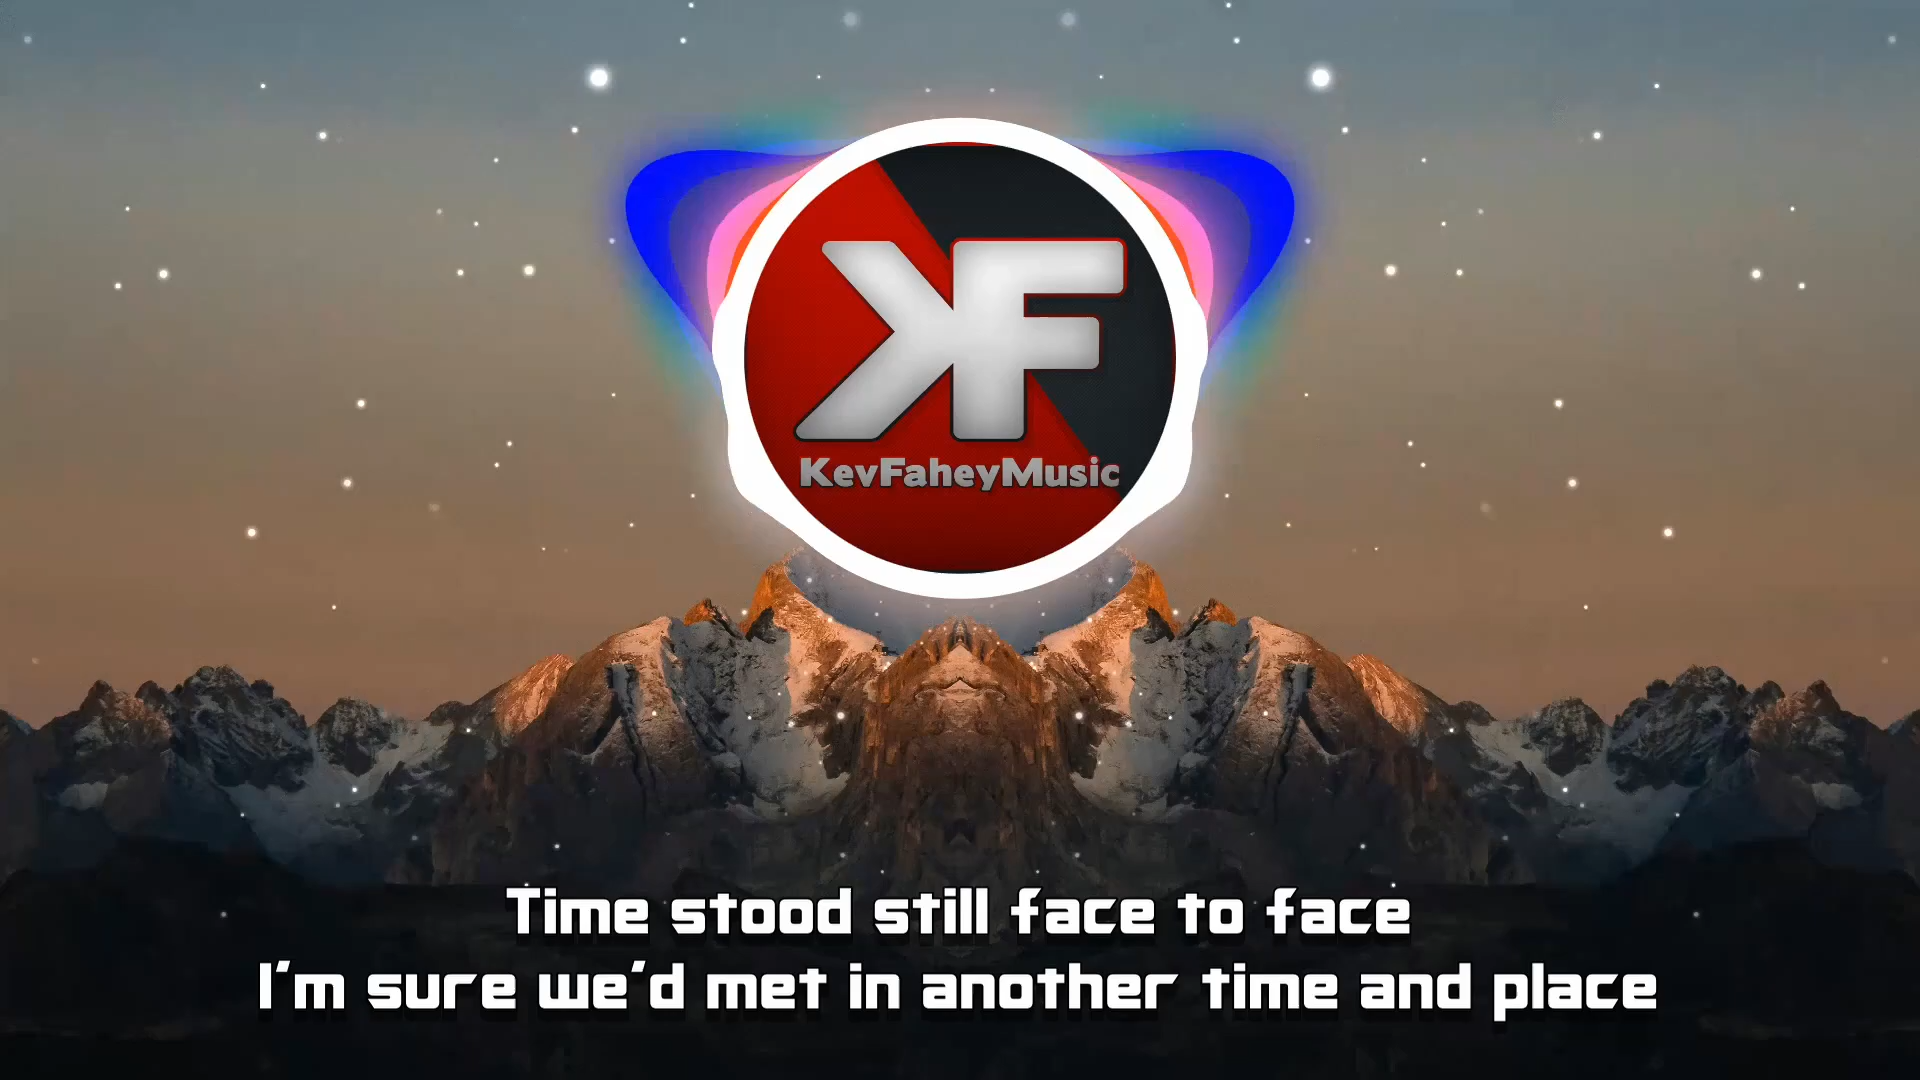 KF
KevFaheyMusic
Time stood still face to face
I'm sure we'd met in another time and place